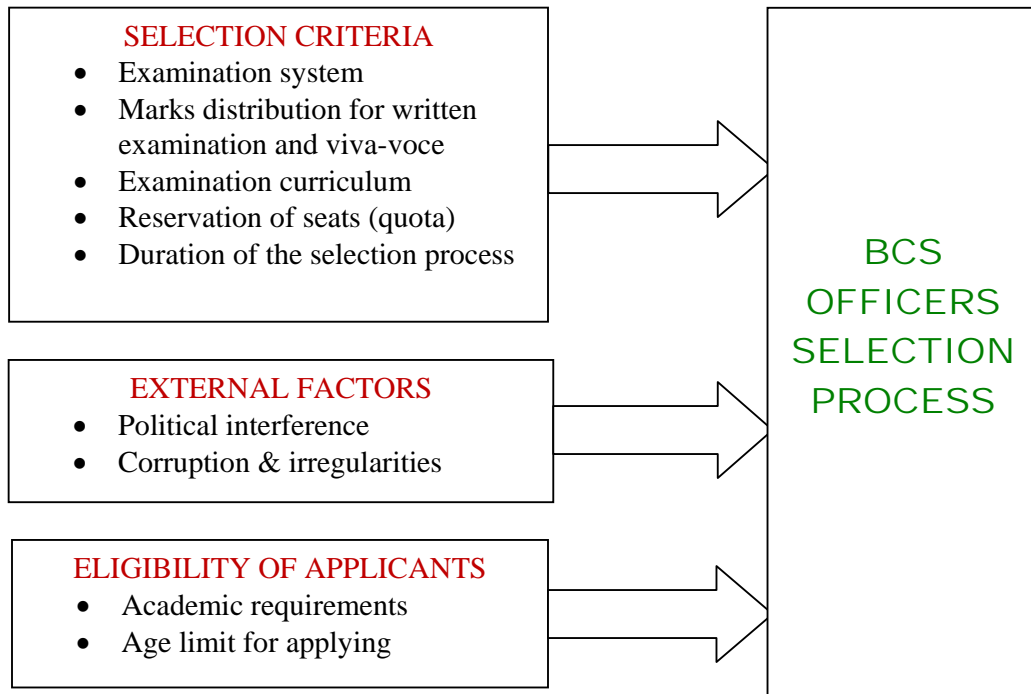 SELECTION CRITERIA
• Examination system
• Marks distribution for written
examination and viva-voce
• Examination curriculum
• Reservation of seats (quota)
• Duration of the selection process
EXTERNAL FACTORS
• Political interference
• Corruption & irregularities
ELIGIBILITY OF APPLICANTS
• Academic requirements
• Age limit for applying
BCS
OFFICERS
SELECTION
PROCESS